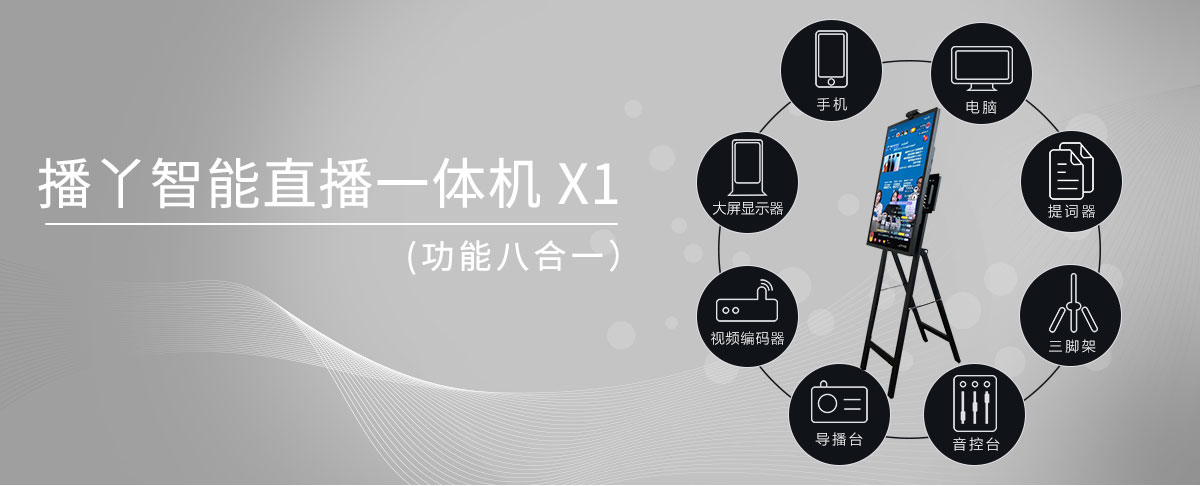 播丫智能直播一体机 X1
(功能八合一）
手机
电脑
大屏显示器
提词器
视频编码器
三脚架
导播台
音控台